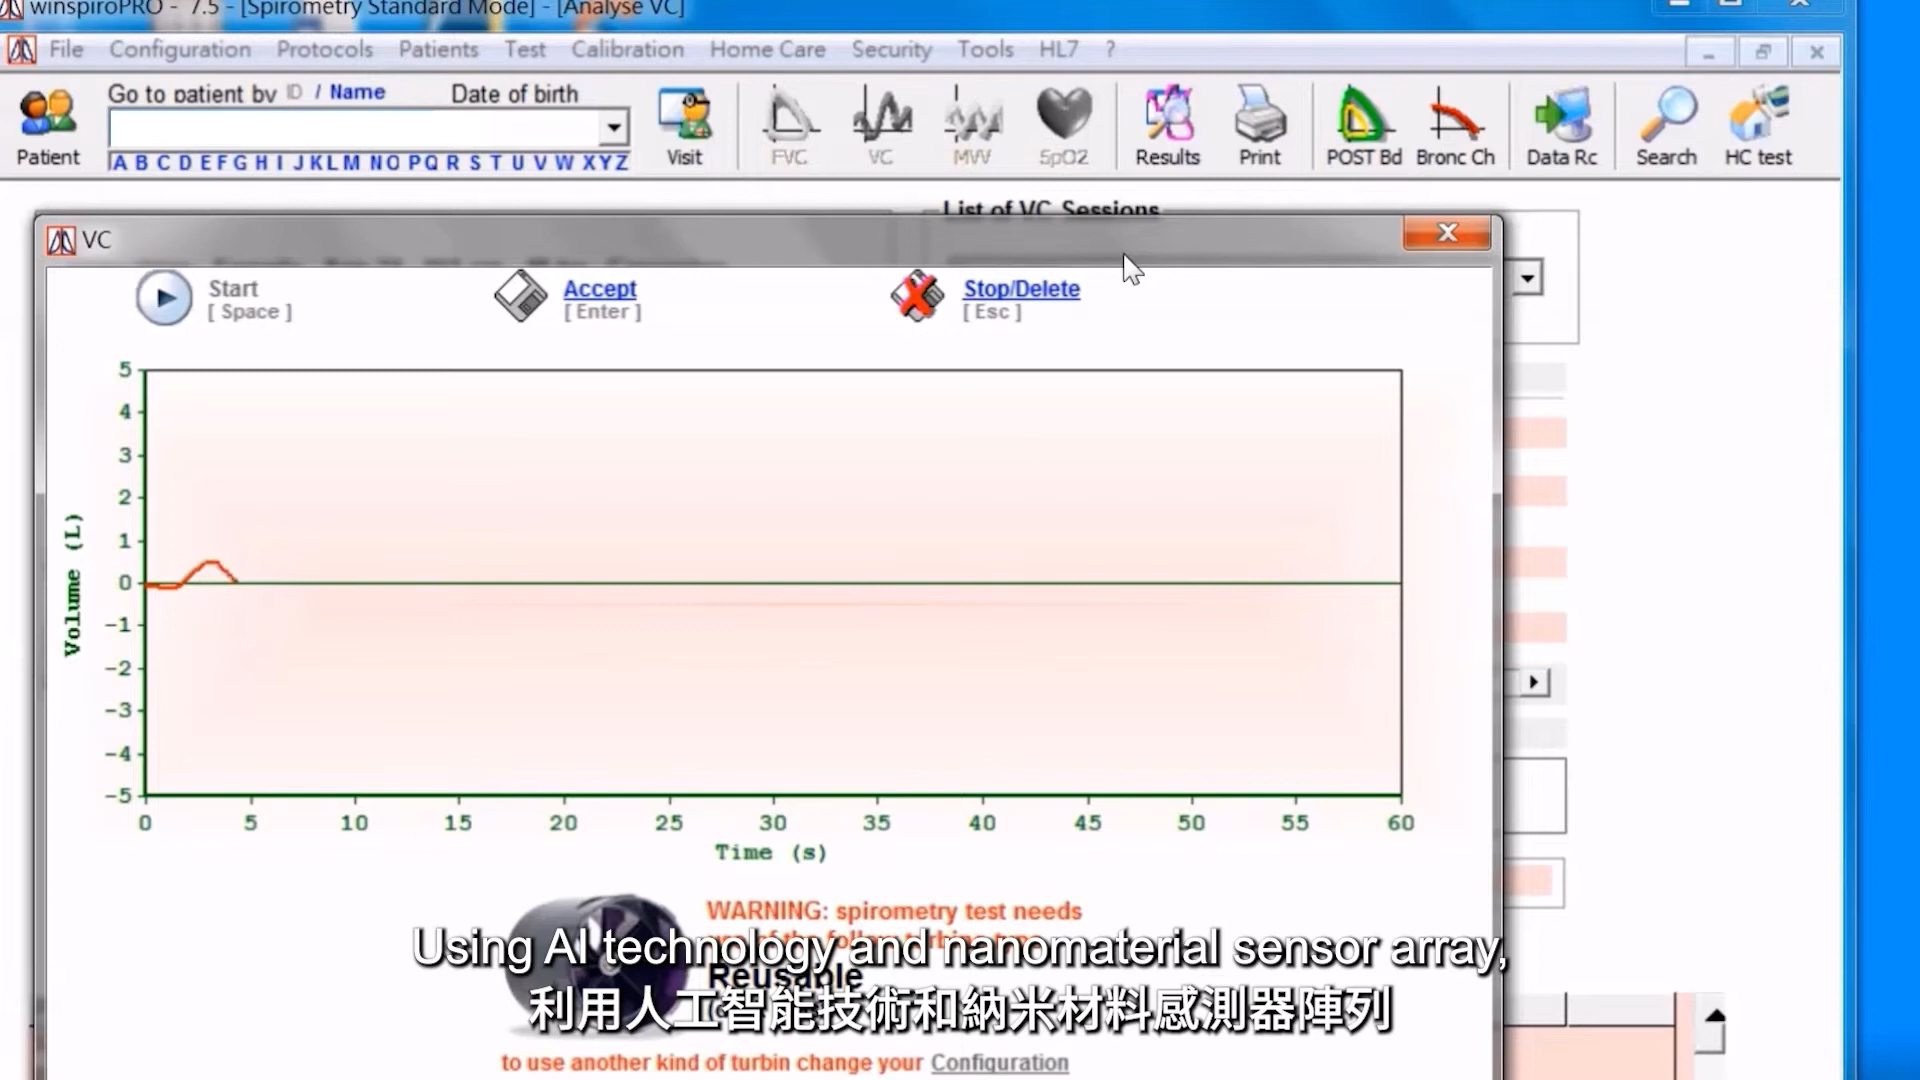 winspiroPRO - 7.5 - [Spirometry Standard Mode] - [Analyse VC]
File Configuration Protocols Patients Test Calibration Home Care Security Tools HL7 ?
Go to patient by ID / Name Date of birth
A B C D E F G H I J K L M N O P Q R S T U V W X Y Z
Patient Visit FVC VC MVV SpO2 Results Print POST Bd Bronc Ch Data Rc Search HC test
List of VC Sessions
VC
Start
[ Space ]
Accept
[ Enter ]
Stop/Delete
[ Esc ]
5
4
3
2
1
0
-1
-2
-3
-4
-5
Volume (L)
0 5 10 15 20 25 30 35 40 45 50 55 60
Time (s)
WARNING: spirometry test needs
Using AI technology and nanomaterial sensor array,
Reusable
利用人工智能技術和納米材料感測器陣列
to use another kind of turbin change your Configuration